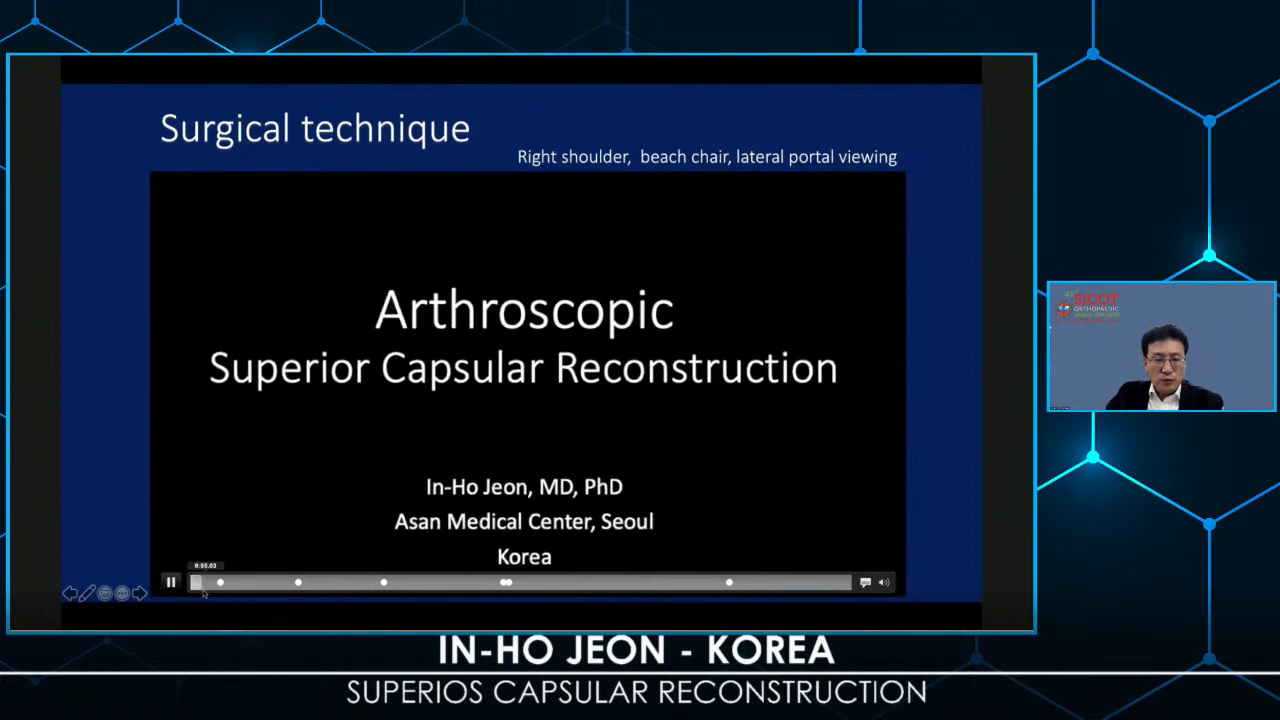 Surgical technique
Right shoulder, beach chair, lateral portal viewing
Arthroscopic
Superior Capsular Reconstruction
In-Ho Jeon, MD, PhD
Asan Medical Center, Seoul
Korea
0:05.03
SICOT
ORTHOPAEDIC
IN-HO JEON - KOREA
SUPERIOS CAPSULAR RECONSTRUCTION